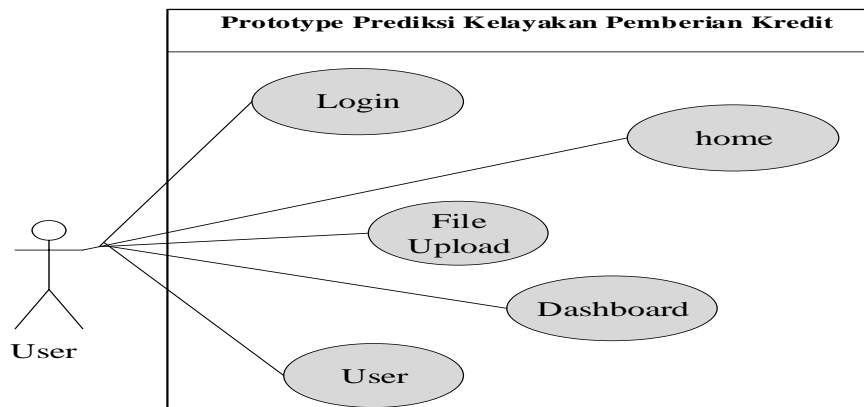 Prototype Prediksi Kelayakan Pemberian Kredit
Login
home
File
Upload
Dashboard
User
User